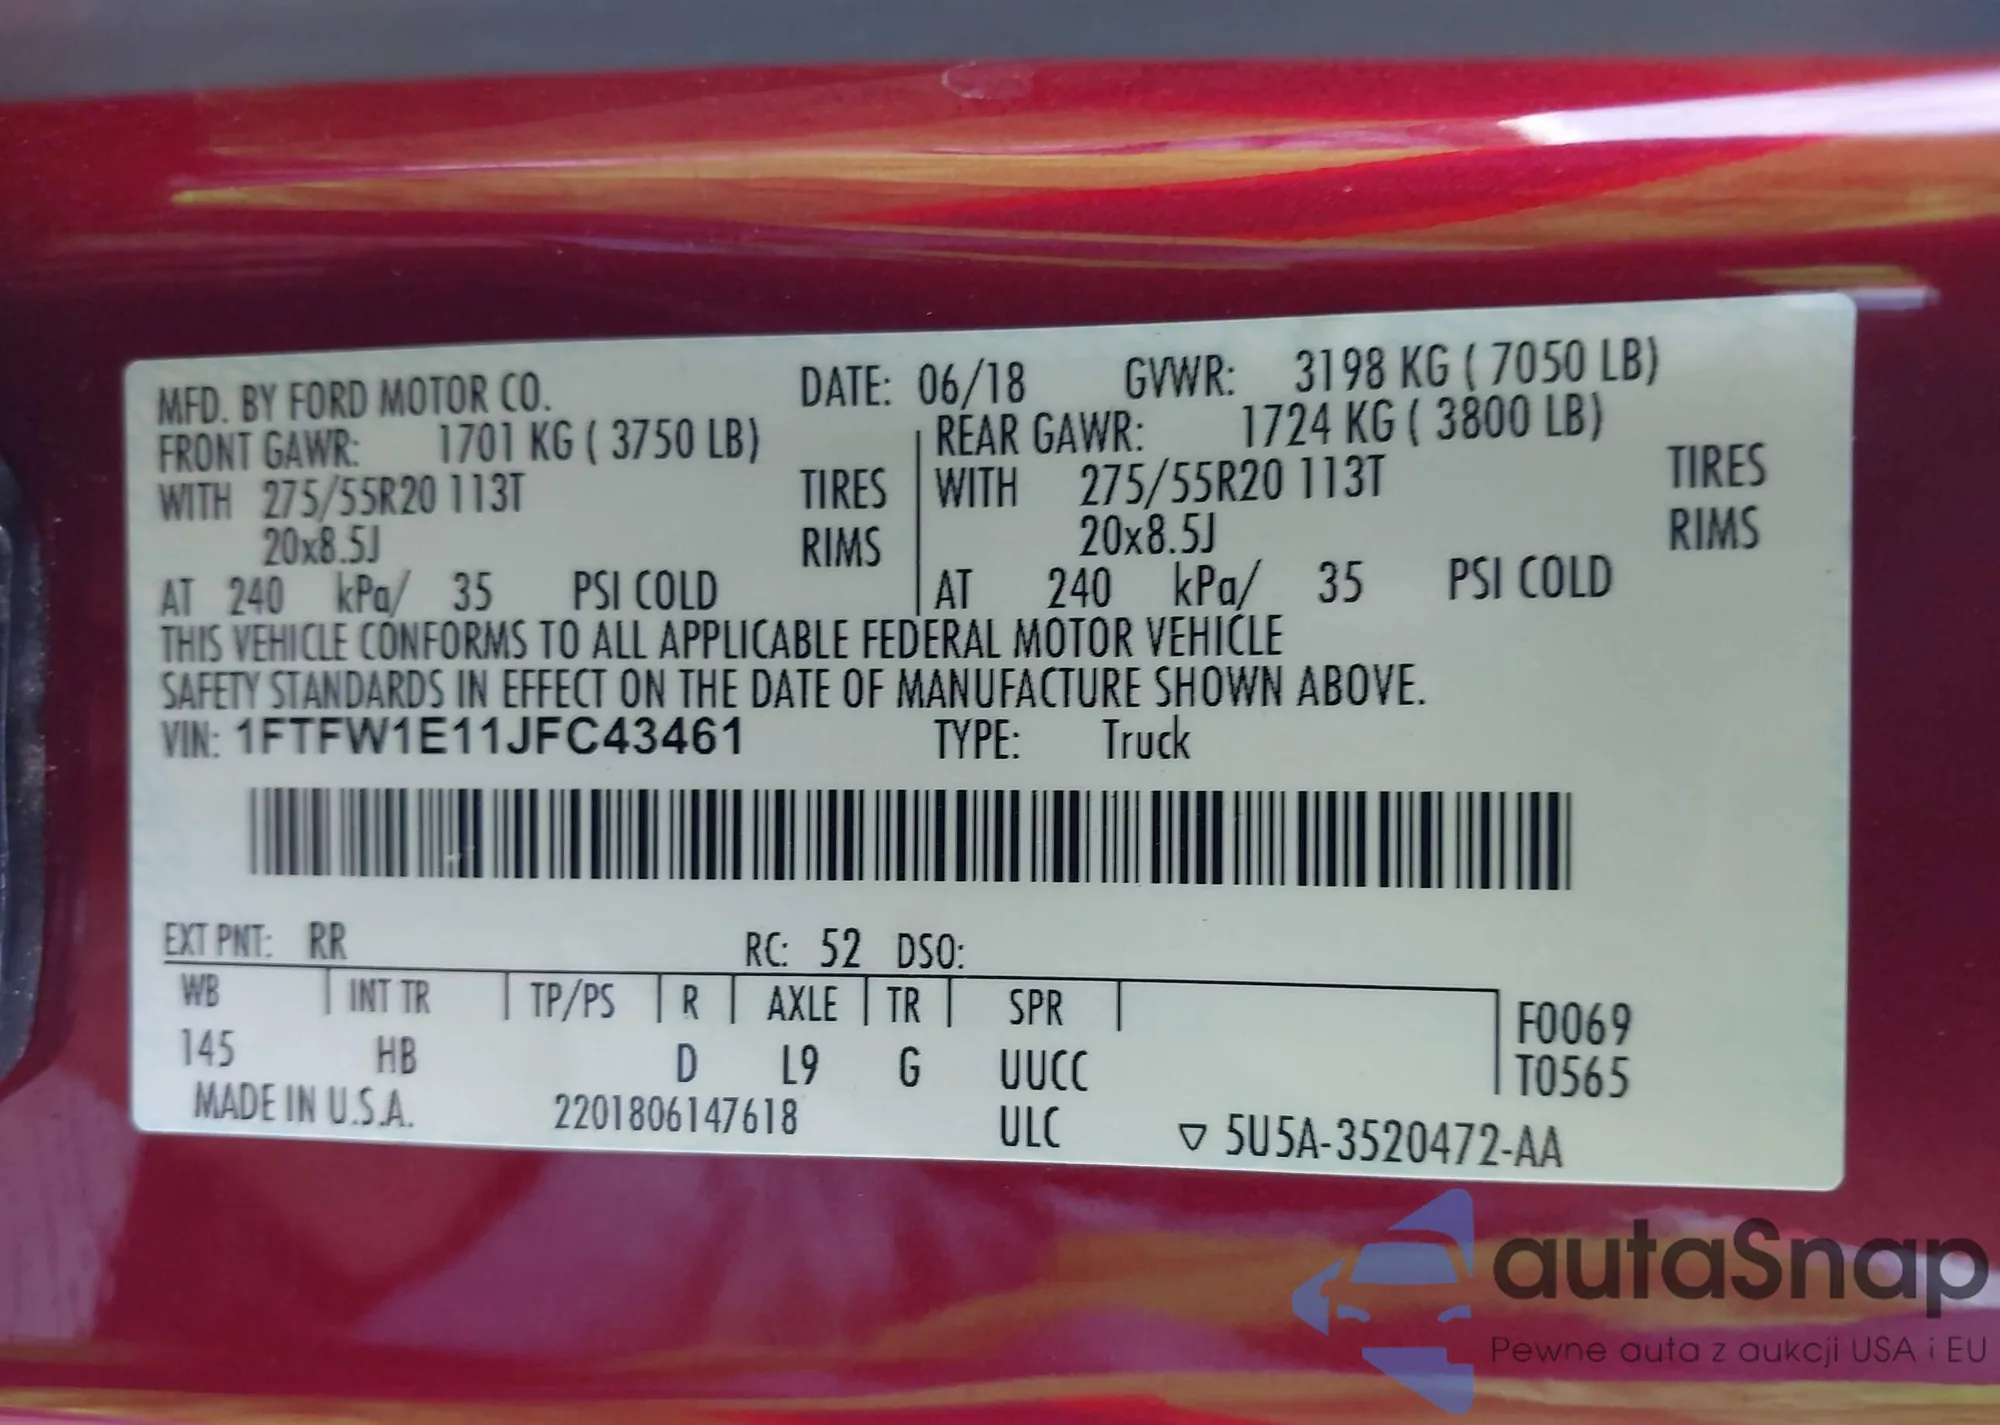 MFD. BY FORD MOTOR CO. DATE: 06/18 GVWR: 3198 KG ( 7050 LB)
FRONT GAWR: 1701 KG ( 3750 LB) REAR GAWR: 1724 KG ( 3800 LB)
WITH 275/55R20 113T TIRES WITH 275/55R20 113T TIRES
20x8.5J RIMS 20x8.5J RIMS
AT 240 kPa/ 35 PSI COLD AT 240 kPa/ 35 PSI COLD
THIS VEHICLE CONFORMS TO ALL APPLICABLE FEDERAL MOTOR VEHICLE
SAFETY STANDARDS IN EFFECT ON THE DATE OF MANUFACTURE SHOWN ABOVE.
VIN: 1FTFW1E11JFC43461 TYPE: Truck
EXT PNT: RR RC: 52 DSO:
WB INT TR TP/PS R AXLE TR SPR F0069
145 HB D L9 G UUCC T0565
MADE IN U.S.A. 2201806147618 ULC ▽ 5U5A-3520472-AA
autaSnap
Pewne auta z aukcji USA i EU